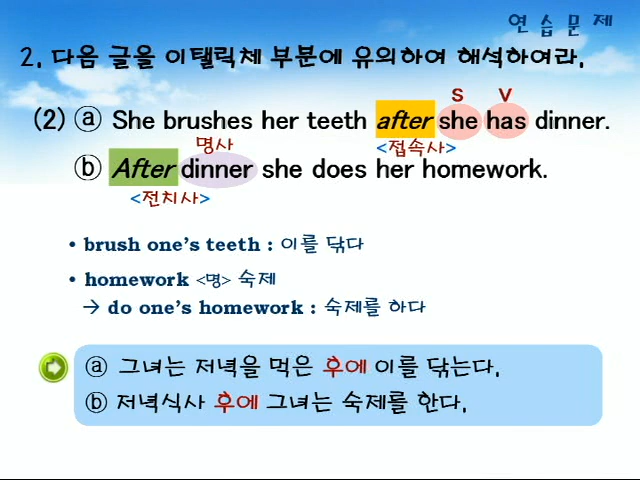 연 습 문 제
2. 다음 글을 이탤릭체 부분에 유의하여 해석하여라.
S V
(2) ⓐ She brushes her teeth after she has dinner.
명사 <접속사>
ⓑ After dinner she does her homework.
<전치사>
• brush one's teeth : 이를 닦다
• homework <명> 숙제
→ do one's homework : 숙제를 하다
ⓐ 그녀는 저녁을 먹은 후에 이를 닦는다.
ⓑ 저녁식사 후에 그녀는 숙제를 한다.